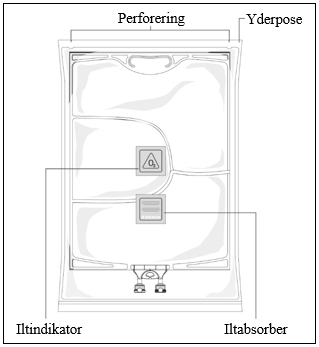 Perforering
Yderpose
O₂
Iltindikator
Iltabsorber